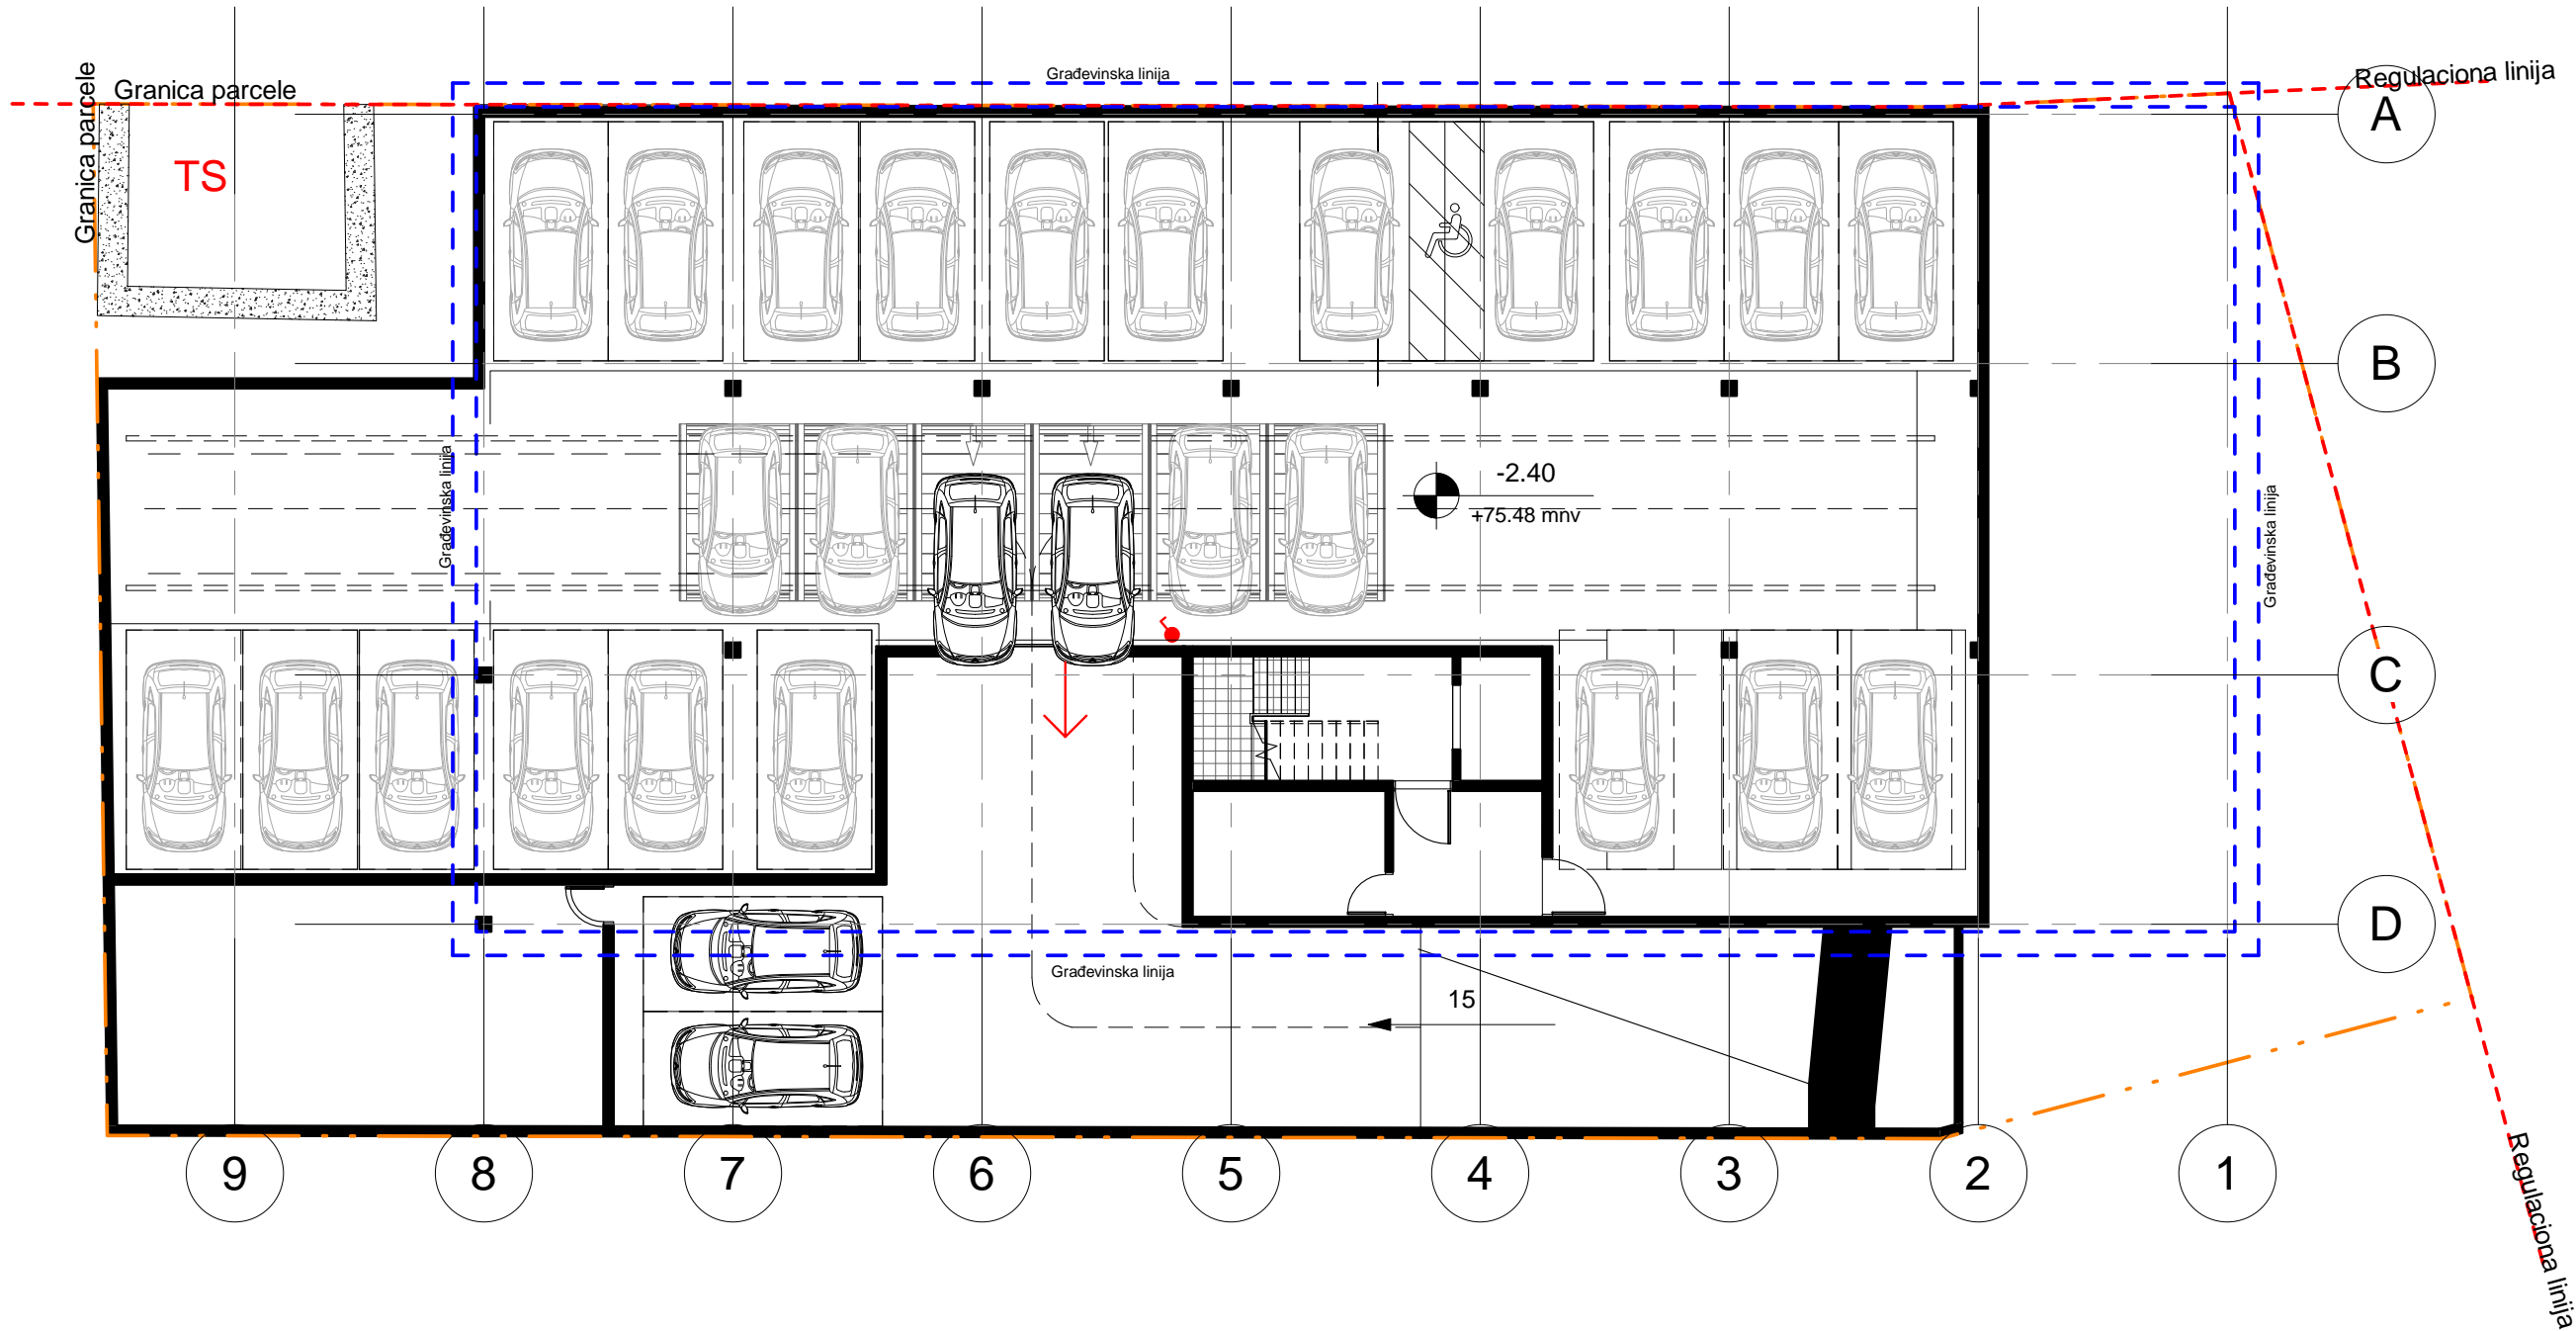 Građevinska linija
Regulaciona linija
Granica parcele
Granica parcele
A
TS
B
-2.40
+75.48 mnv
Građevinska linija
Građevinska linija
C
D
Građevinska linija
15
9
8
7
6
5
4
3
2
1
Regulaciona linija